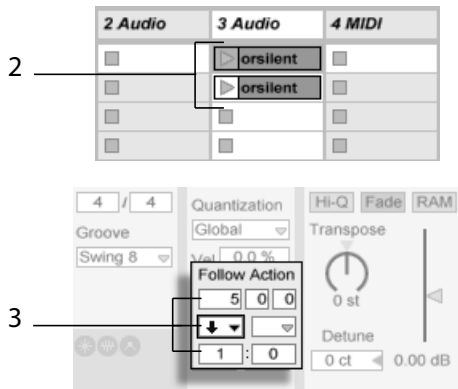 2 Audio 3 Audio 4 MIDI
2
orsilent
orsilent
4 / 4 Quantization Hi-Q Fade RAM
Groove Global Transpose
Swing 8 Vel 0.0 %
Follow Action
5 0 0 0 st
3
1 : 0 Detune
0 ct 0.00 dB